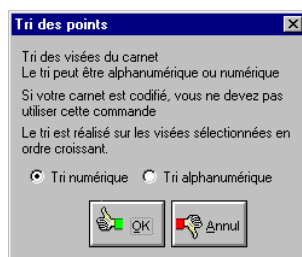 Tri des points
Tri des visées du carnet
Le tri peut être alphanumérique ou numérique
Si votre carnet est codifié, vous ne devez pas
utiliser cette commande
Le tri est réalisé sur les visées sélectionnées en
ordre croissant.
Tri numérique Tri alphanumérique
OK Annul